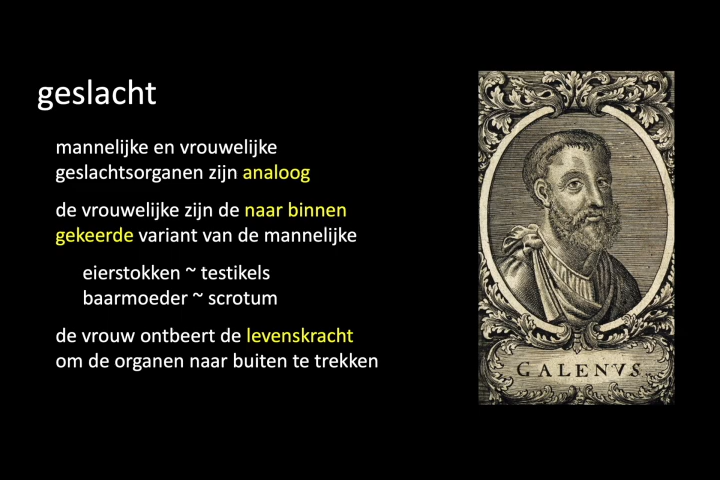 geslacht
mannelijke en vrouwelijke
geslachtsorganen zijn analoog
de vrouwelijke zijn de naar binnen
gekeerde variant van de mannelijke
eierstokken ~ testikels
baarmoeder ~ scrotum
de vrouw ontbeert de levenskracht
om de organen naar buiten te trekken
GALENVS